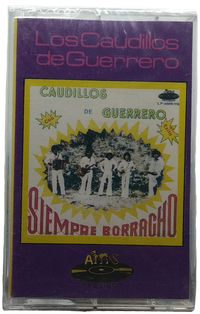 Los Caudillos
de Guerrero
CAUDILLOS
DE GUERRERO
SIEMPRE BORRACHO